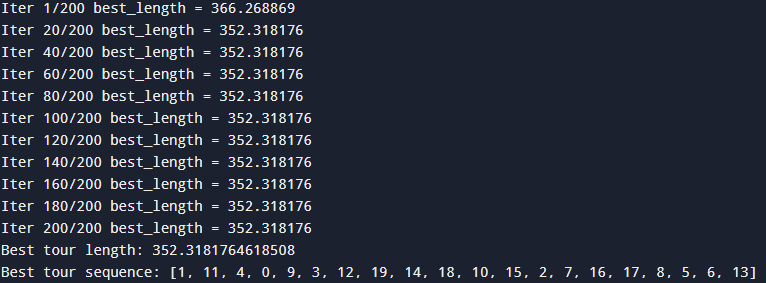 Iter 1/200 best_length = 366.268869
Iter 20/200 best_length = 352.318176
Iter 40/200 best_length = 352.318176
Iter 60/200 best_length = 352.318176
Iter 80/200 best_length = 352.318176
Iter 100/200 best_length = 352.318176
Iter 120/200 best_length = 352.318176
Iter 140/200 best_length = 352.318176
Iter 160/200 best_length = 352.318176
Iter 180/200 best_length = 352.318176
Iter 200/200 best_length = 352.318176
Best tour length: 352.3181764618508
Best tour sequence: [1, 11, 4, 0, 9, 3, 12, 19, 14, 18, 10, 15, 2, 7, 16, 17, 8, 5, 6, 13]